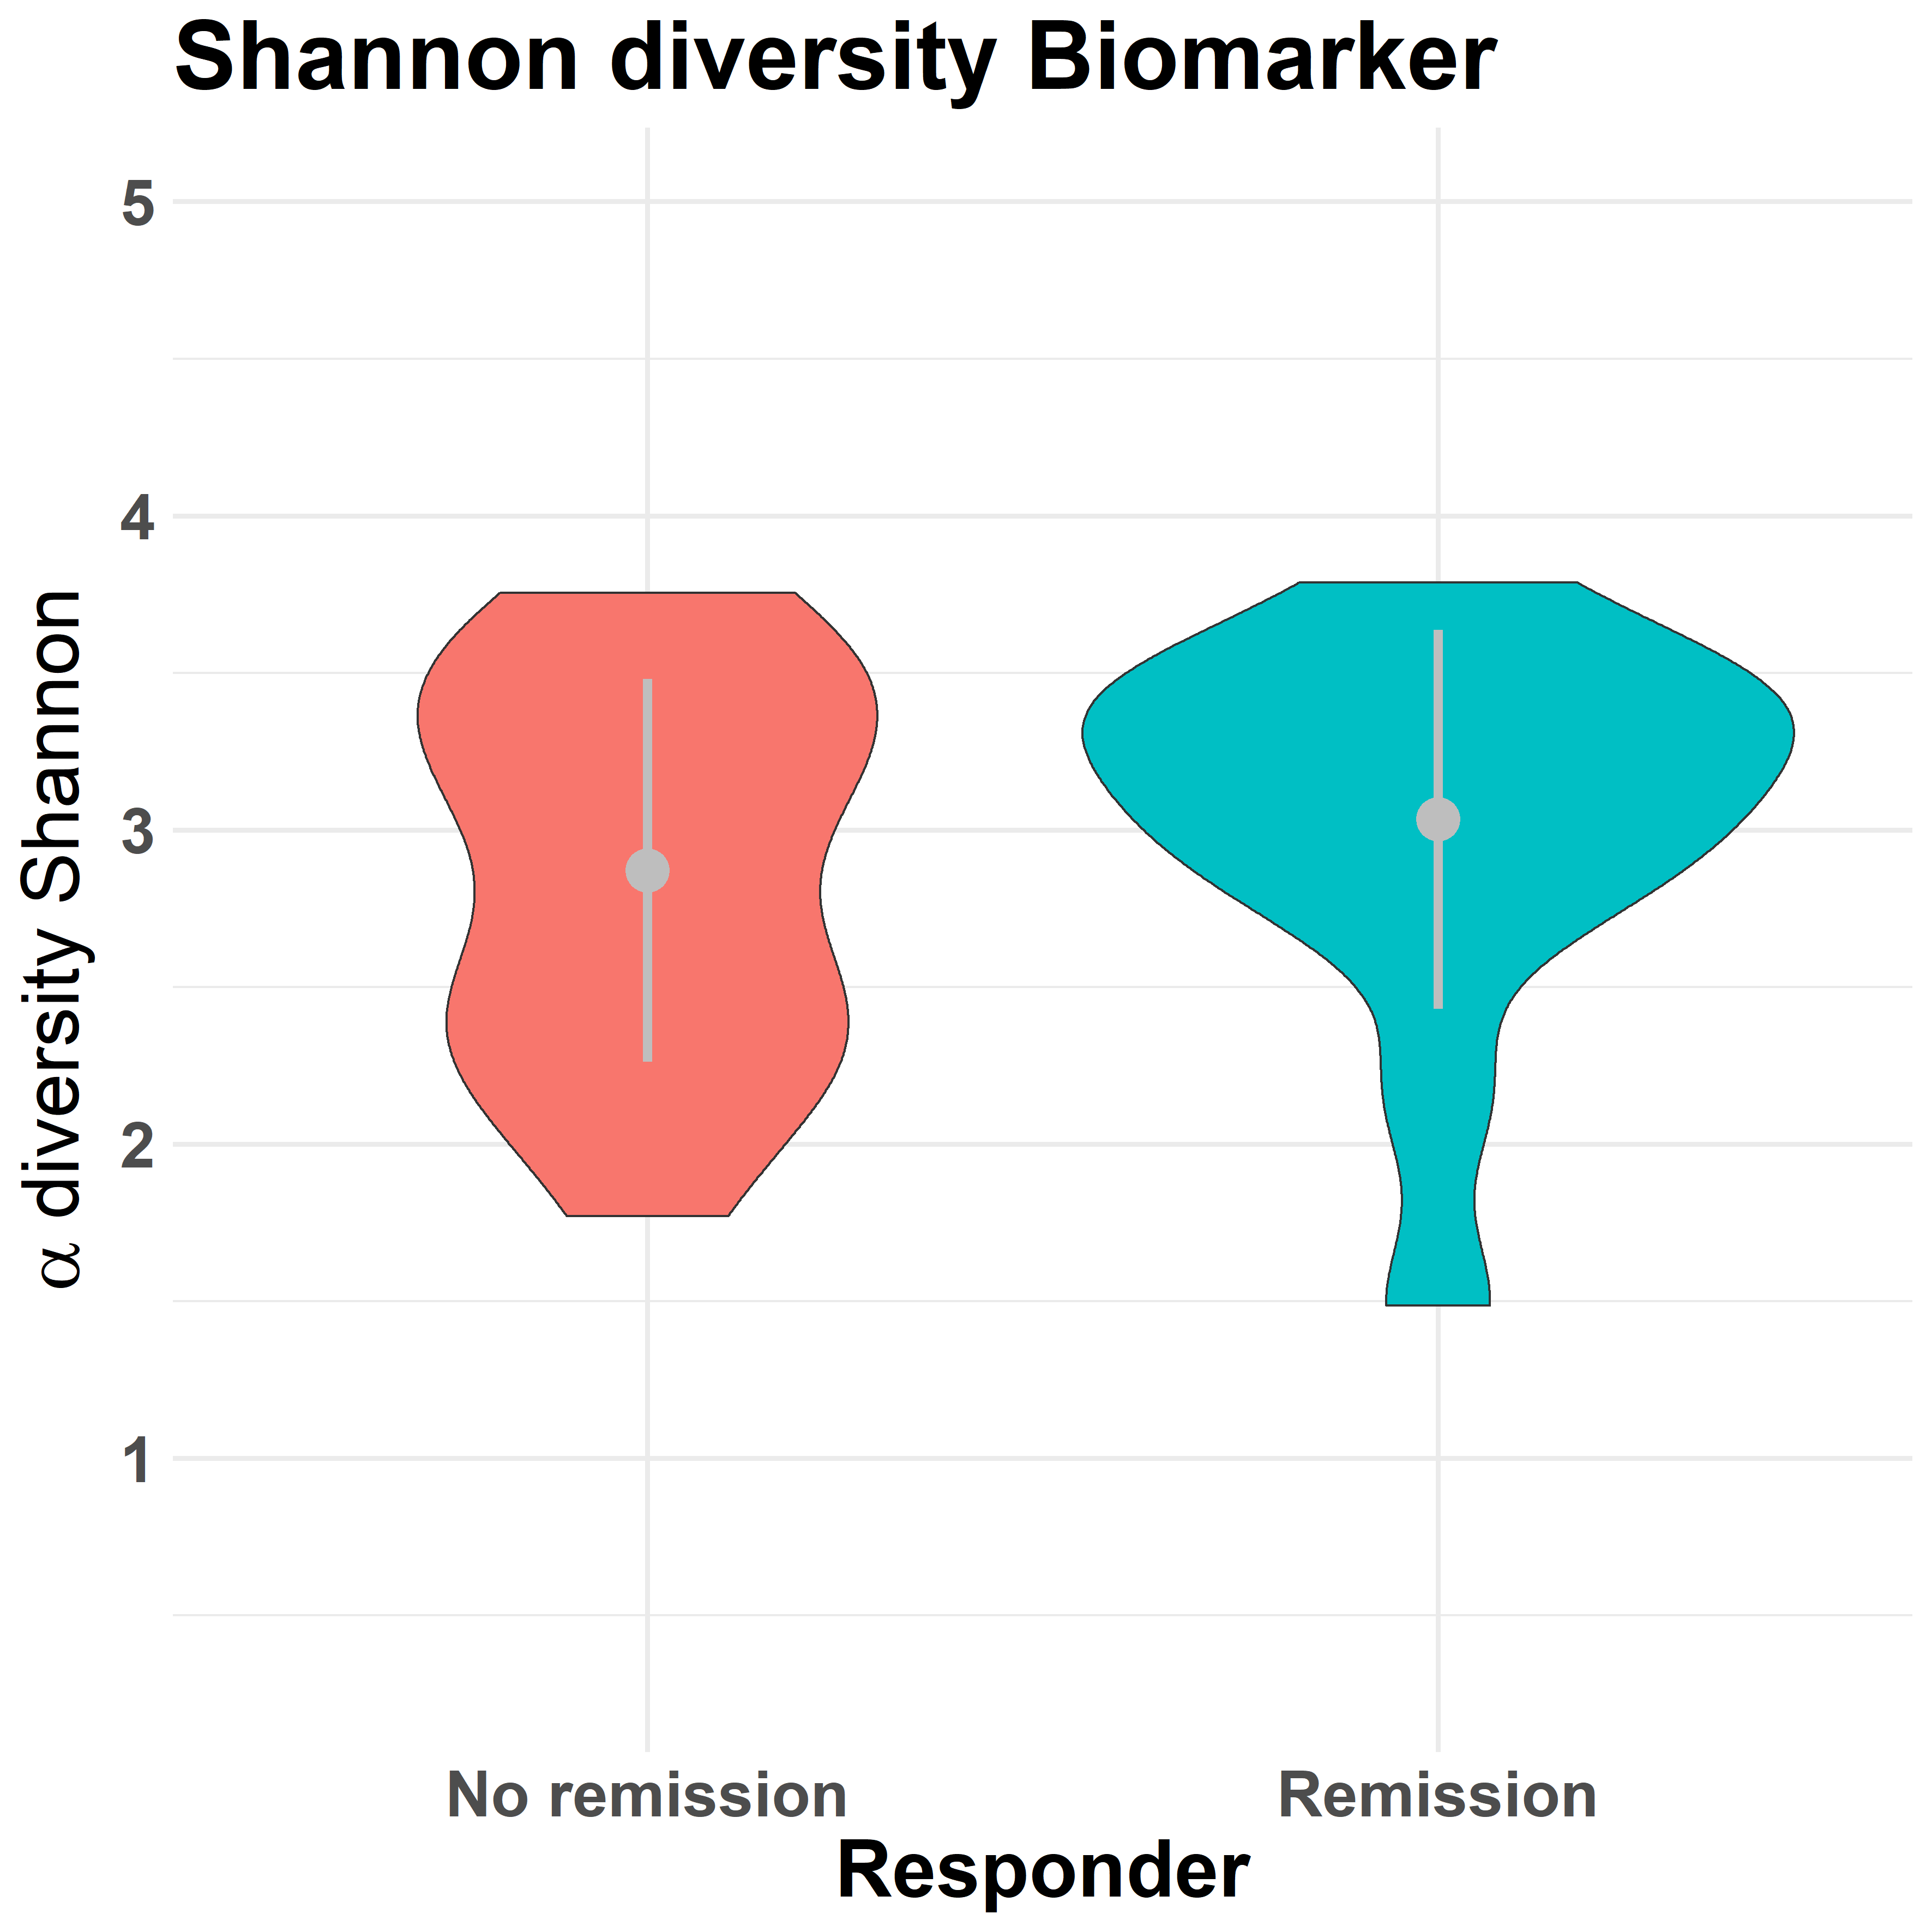 Shannon diversity Biomarker
α diversity Shannon
5
4
3
2
1
No remission
Remission
Responder